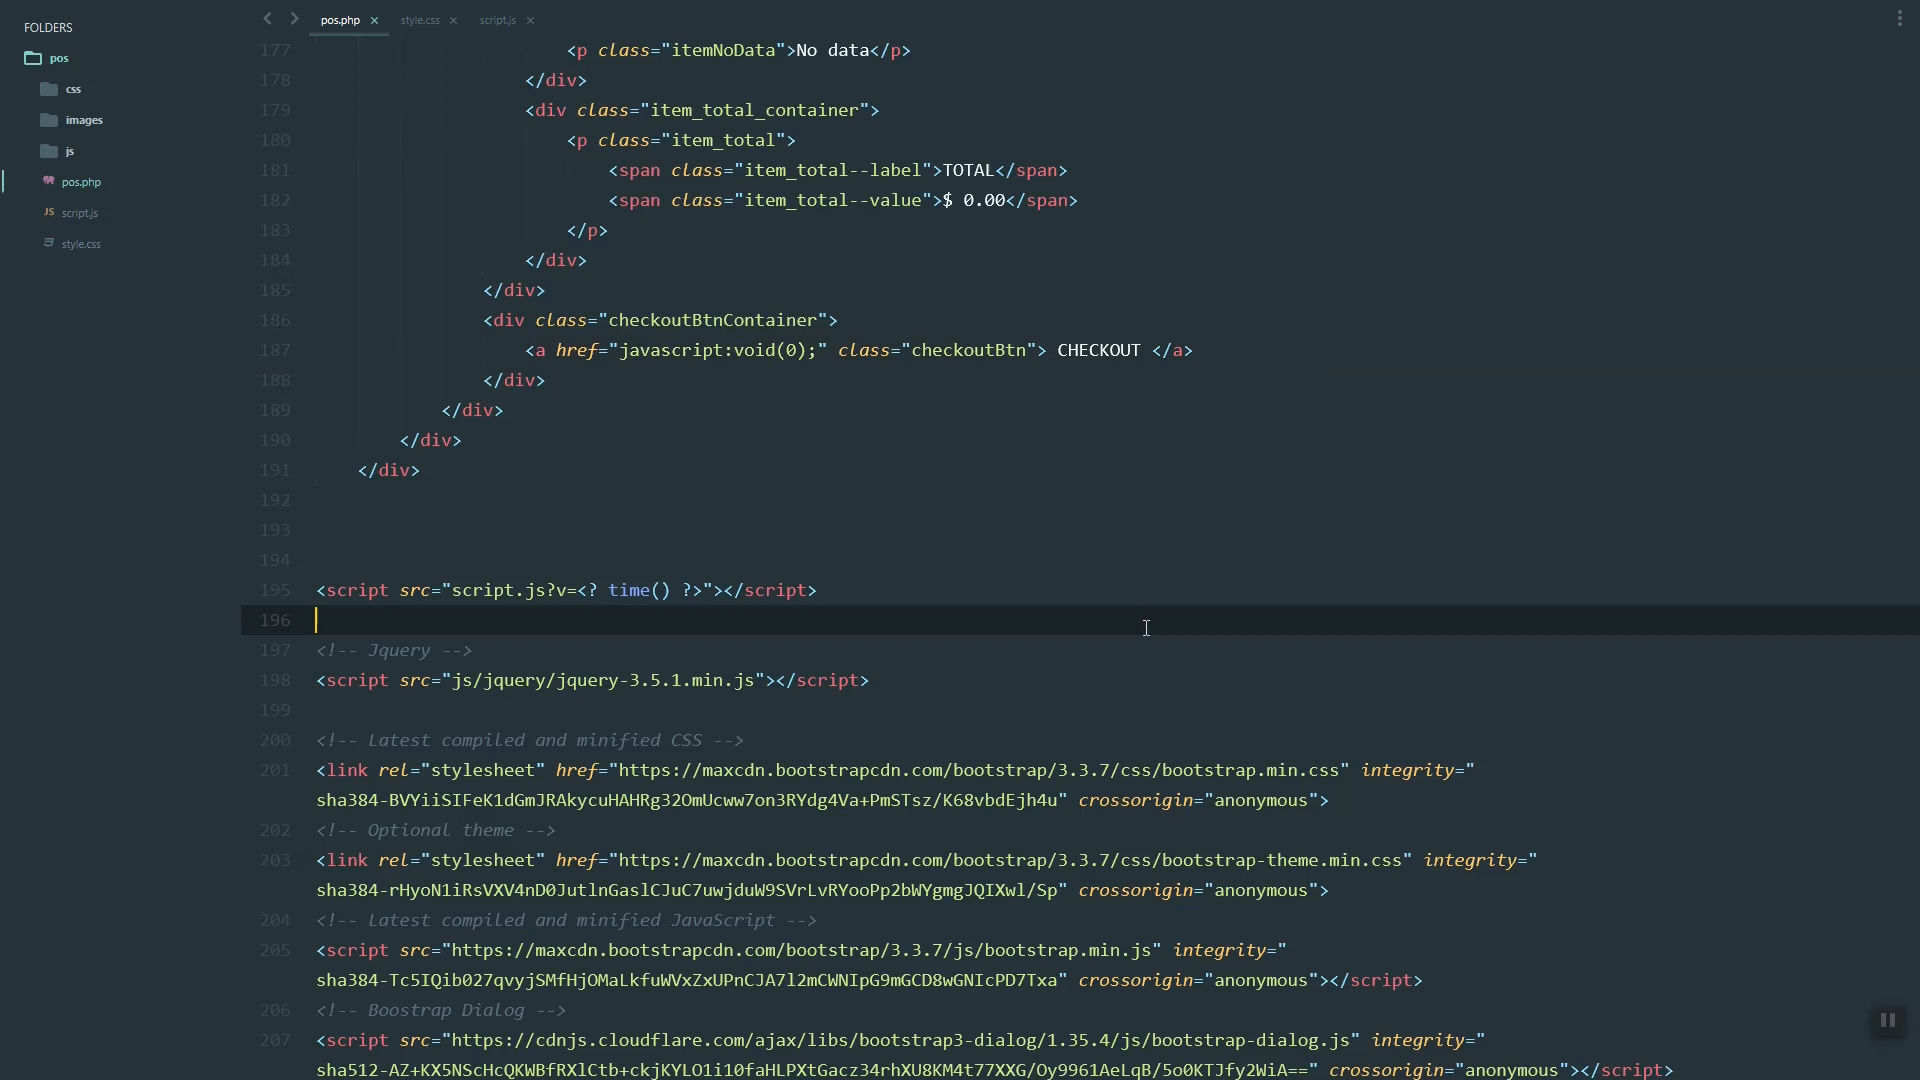 FOLDERS
pos
css
images
js
pos.php
JS script.js
style.css
pos.php × style.css × script.js ×
177 <p class="itemNoData">No data</p>
178 </div>
179 <div class="item_total_container">
180 <p class="item_total">
181 <span class="item_total--label">TOTAL</span>
182 <span class="item_total--value">$ 0.00</span>
183 </p>
184 </div>
185 </div>
186 <div class="checkoutBtnContainer">
187 <a href="javascript:void(0);" class="checkoutBtn"> CHECKOUT </a>
188 </div>
189 </div>
190 </div>
191 </div>
192
193
194
195 <script src="script.js?v=<? time() ?>"></script>
196
197 <!-- Jquery -->
198 <script src="js/jquery/jquery-3.5.1.min.js"></script>
199
200 <!-- Latest compiled and minified CSS -->
201 <link rel="stylesheet" href="https://maxcdn.bootstrapcdn.com/bootstrap/3.3.7/css/bootstrap.min.css" integrity="
sha384-BVYiiSIFeK1dGmJRAkycuHAHRg32OmUcww7on3RYdg4Va+PmSTsz/K68vbdEjh4u" crossorigin="anonymous">
202 <!-- Optional theme -->
203 <link rel="stylesheet" href="https://maxcdn.bootstrapcdn.com/bootstrap/3.3.7/css/bootstrap-theme.min.css" integrity="
sha384-rHyoN1iRsVXV4nD0JutlnGaslCJuC7uwjduW9SVrLvRYooPp2bWYgmgJQIXwl/Sp" crossorigin="anonymous">
204 <!-- Latest compiled and minified JavaScript -->
205 <script src="https://maxcdn.bootstrapcdn.com/bootstrap/3.3.7/js/bootstrap.min.js" integrity="
sha384-Tc5IQib027qvyjSMfHjOMaLkfuWVxZxUPnCJA7l2mCWNIpG9mGCD8wGNIcPD7Txa" crossorigin="anonymous"></script>
206 <!-- Boostrap Dialog -->
207 <script src="https://cdnjs.cloudflare.com/ajax/libs/bootstrap3-dialog/1.35.4/js/bootstrap-dialog.js" integrity="
sha512-AZ+KX5NScHcQKWBfRXlCtb+ckjKYLO1i10faHLPXtGacz34rhXU8KM4t77XXG/Oy9961AeLqB/5o0KTJfy2WiA==" crossorigin="anonymous"></script>